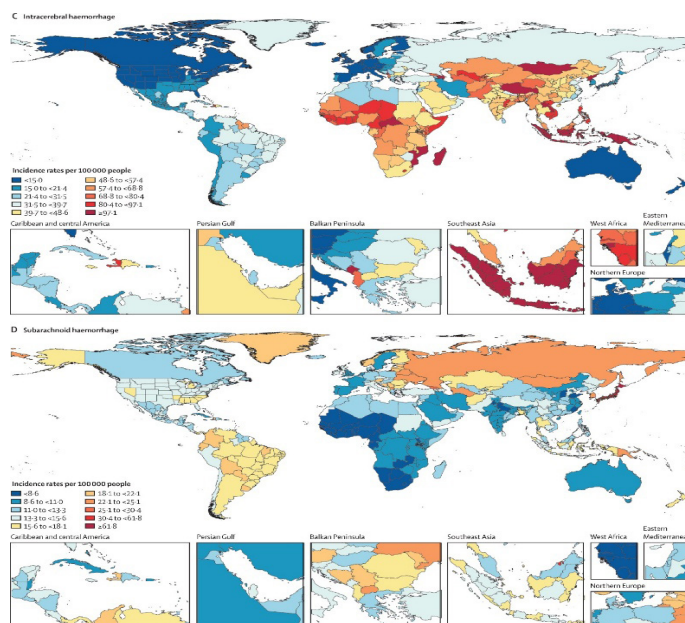 C Intracerebral haemorrhage
Incidence rates per 100 000 people
<15·0
15·0 to <21·4
21·4 to <31·5
31·5 to <39·7
39·7 to <48·6
48·6 to <57·4
57·4 to <68·8
68·8 to <80·4
80·4 to <97·1
≥97·1
Caribbean and central America
Persian Gulf
Balkan Peninsula
Southeast Asia
West Africa
Eastern
Mediterranean
Northern Europe
D Subarachnoid haemorrhage
Incidence rates per 100 000 people
<8·6
8·6 to <11·0
11·0 to <13·3
13·3 to <15·6
15·6 to <18·1
18·1 to <22·1
22·1 to <25·1
25·1 to <30·4
30·4 to <61·8
≥61·8
Caribbean and central America
Persian Gulf
Balkan Peninsula
Southeast Asia
West Africa
Eastern
Mediterranean
Northern Europe